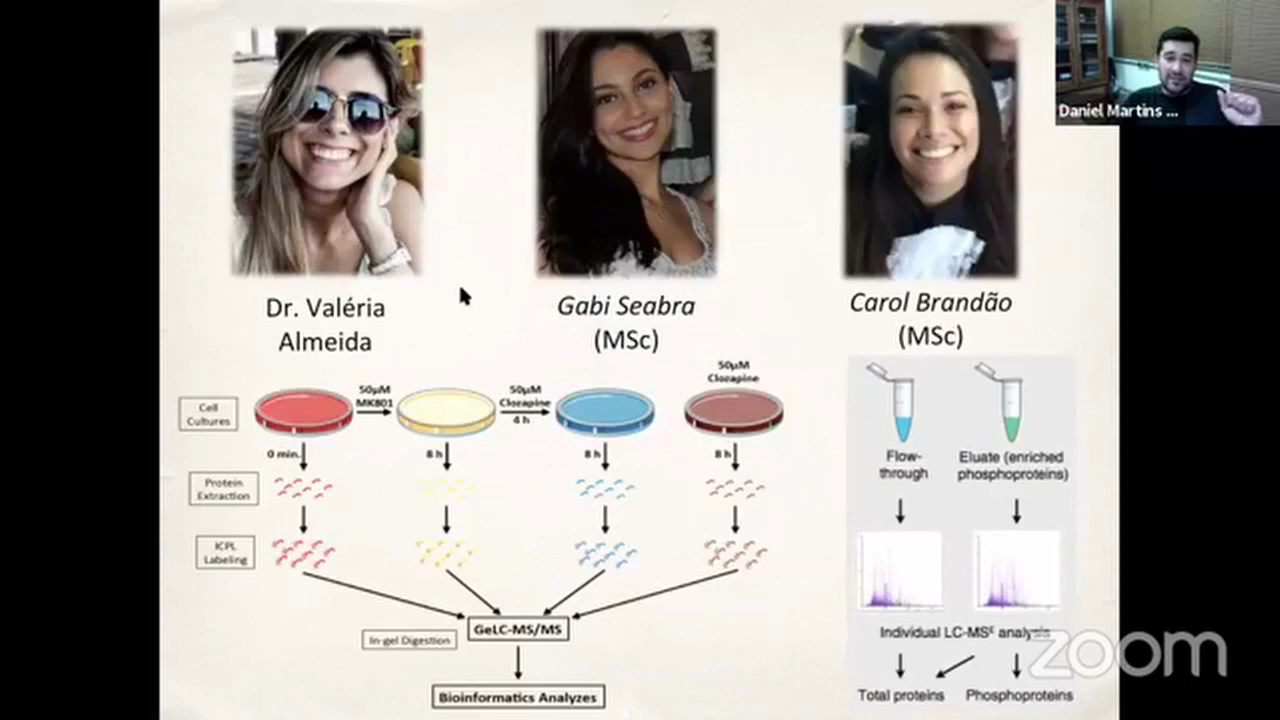 Daniel Martins ...
Dr. Valéria
Almeida
Gabi Seabra
(MSc)
Carol Brandão
(MSc)
50µM
MK801
50µM
Clozapine
4 h
50µM
Clozapine
Cell
Cultures
0 min.
8 h
8 h
8 h
Protein
Extraction
ICPL
Labeling
In-gel Digestion
GeLC-MS/MS
Bioinformatics Analyzes
Flow-
through
Eluate (enriched
phosphoproteins)
Individual LC-MSᴱ analysis
Total proteins
Phosphoproteins
zoom